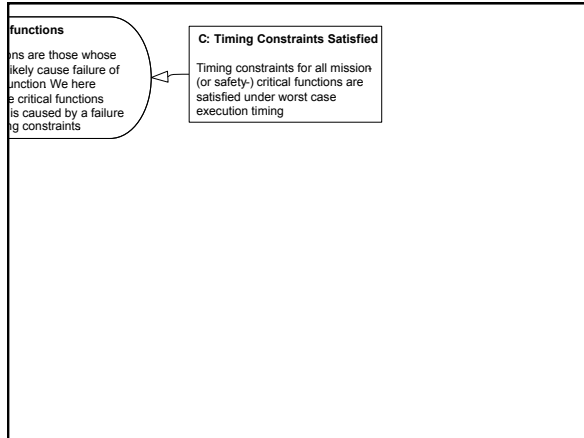 functions
ons are those whose
likely cause failure of
unction. We here
e critical functions
is caused by a failure
ng constraints
C: Timing Constraints Satisfied
Timing constraints for all mission-
(or safety-) critical functions are
satisfied under worst case
execution timing